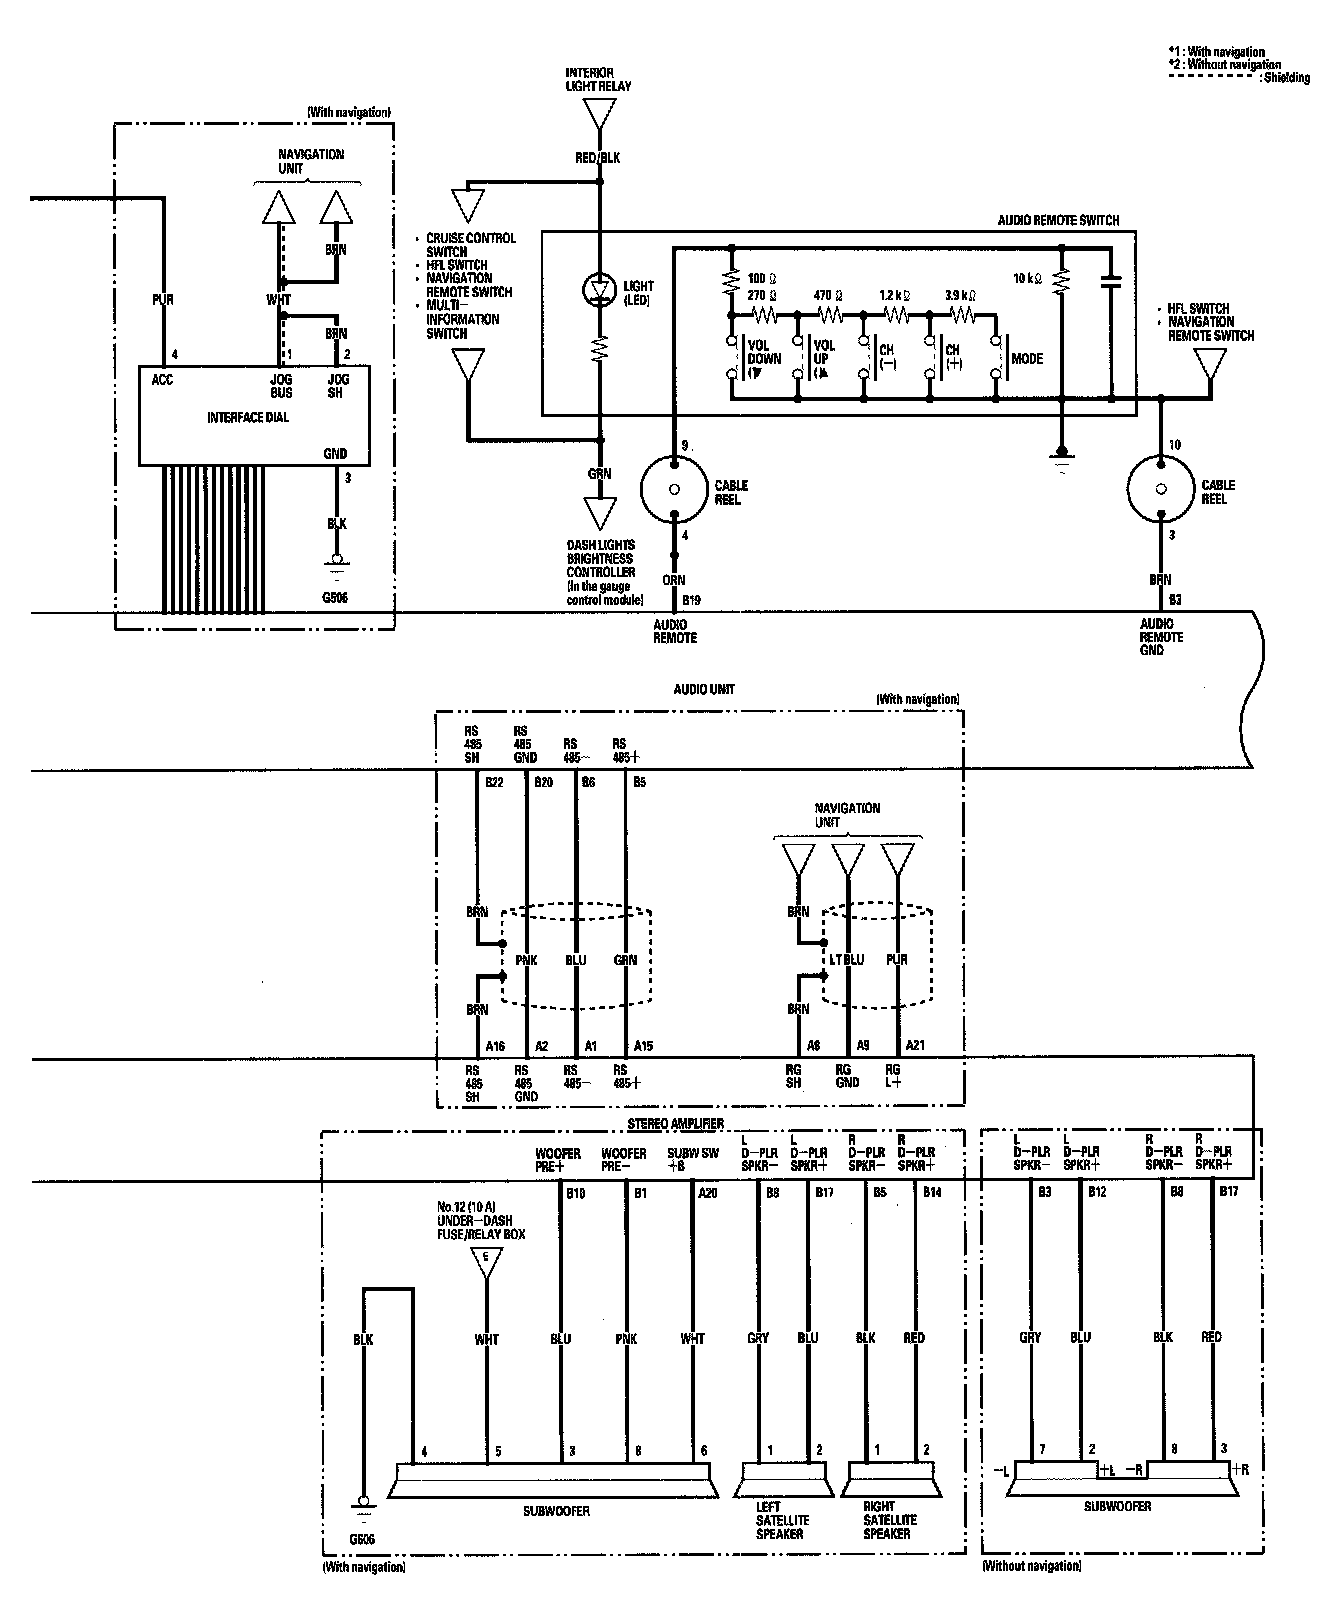 *1 : With navigation
*2 : Without navigation
: Shielding
INTERIOR
LIGHT RELAY
(With navigation)
NAVIGATION
UNIT
RED/BLK
BRN
PUR
WHT
BRN
4
1
2
ACC
JOG
BUS
JOG
SH
INTERFACE DIAL
GND
3
BLK
G506
· CRUISE CONTROL
SWITCH
· HFL SWITCH
· NAVIGATION
REMOTE SWITCH
· MULTI-
INFORMATION
SWITCH
LIGHT
(LED)
GRN
DASH LIGHTS
BRIGHTNESS
CONTROLLER
(In the gauge
control module)
AUDIO REMOTE SWITCH
100 Ω
270 Ω
470 Ω
1.2 k Ω
3.9 k Ω
10 k Ω
VOL
DOWN
(▼
VOL
UP
(▲
CH
(−)
CH
(+)
MODE
· HFL SWITCH
· NAVIGATION
REMOTE SWITCH
9
CABLE
REEL
4
ORN
B19
AUDIO
REMOTE
10
CABLE
REEL
3
BRN
B3
AUDIO
REMOTE
GND
AUDIO UNIT
(With navigation)
RS
485
SH
RS
485
GND
RS
485−
RS
485+
B22
B20
B6
B5
NAVIGATION
UNIT
BRN
BRN
PNK
BLU
GRN
LT BLU
PUR
BRN
BRN
A16
A2
A1
A15
A8
A9
A21
RS
485
SH
RS
485
GND
RS
485−
RS
485+
RG
SH
RG
GND
RG
L+
STEREO AMPLIFIER
WOOFER
PRE+
WOOFER
PRE−
SUBW SW
+B
L
D−PLR
SPKR−
L
D−PLR
SPKR+
R
D−PLR
SPKR−
R
D−PLR
SPKR+
L
D−PLR
SPKR−
L
D−PLR
SPKR+
R
D−PLR
SPKR−
R
D−PLR
SPKR+
B10
B1
A20
B8
B17
B5
B14
B3
B12
B8
B17
No.12 (10 A)
UNDER−DASH
FUSE/RELAY BOX
E
BLK
WHT
BLU
PNK
WHT
GRY
BLU
BLK
RED
GRY
BLU
BLK
RED
4
5
3
8
6
1
2
1
2
7
2
8
3
−L
+L
−R
+R
SUBWOOFER
LEFT
SATELLITE
SPEAKER
RIGHT
SATELLITE
SPEAKER
SUBWOOFER
G606
(With navigation)
(Without navigation)